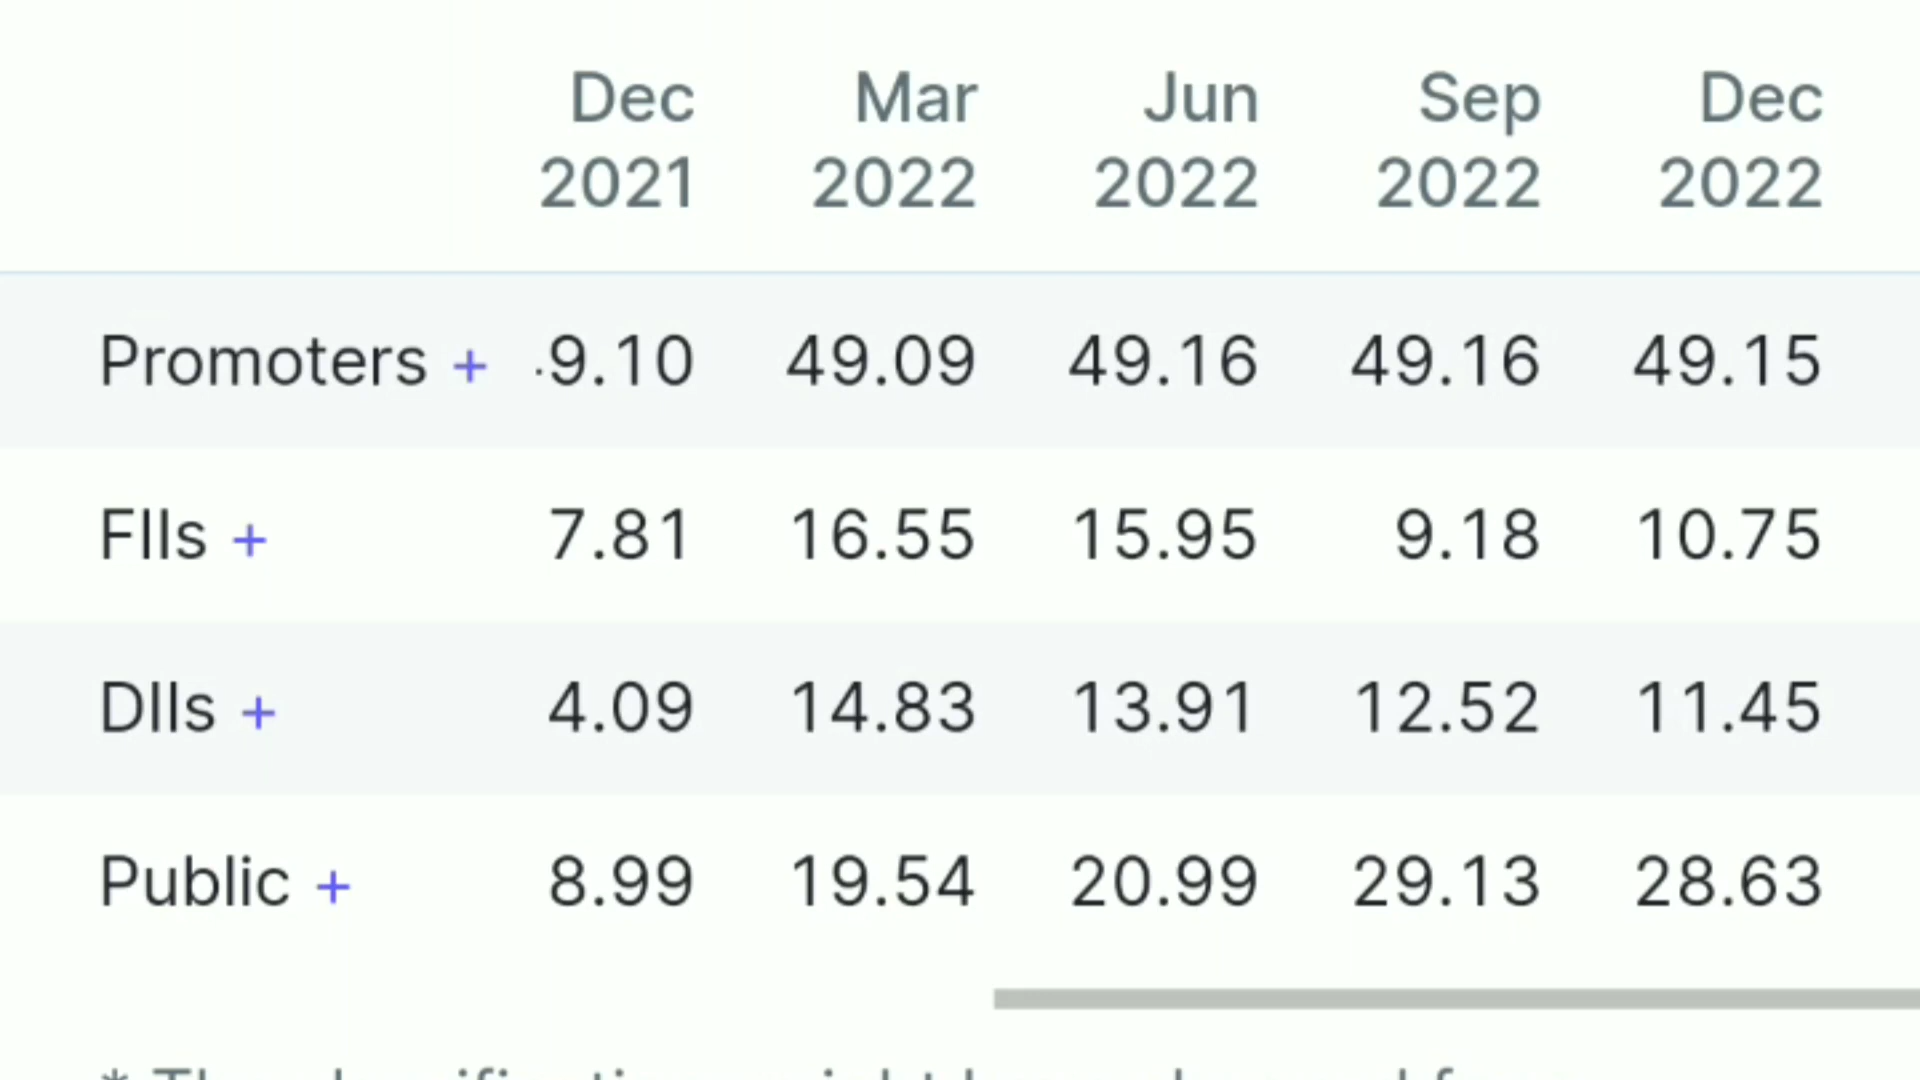 Dec Mar Jun Sep Dec
2021 2022 2022 2022 2022
Promoters + 9.10 49.09 49.16 49.16 49.15
FIIs + 7.81 16.55 15.95 9.18 10.75
DIIs + 4.09 14.83 13.91 12.52 11.45
Public + 8.99 19.54 20.99 29.13 28.63